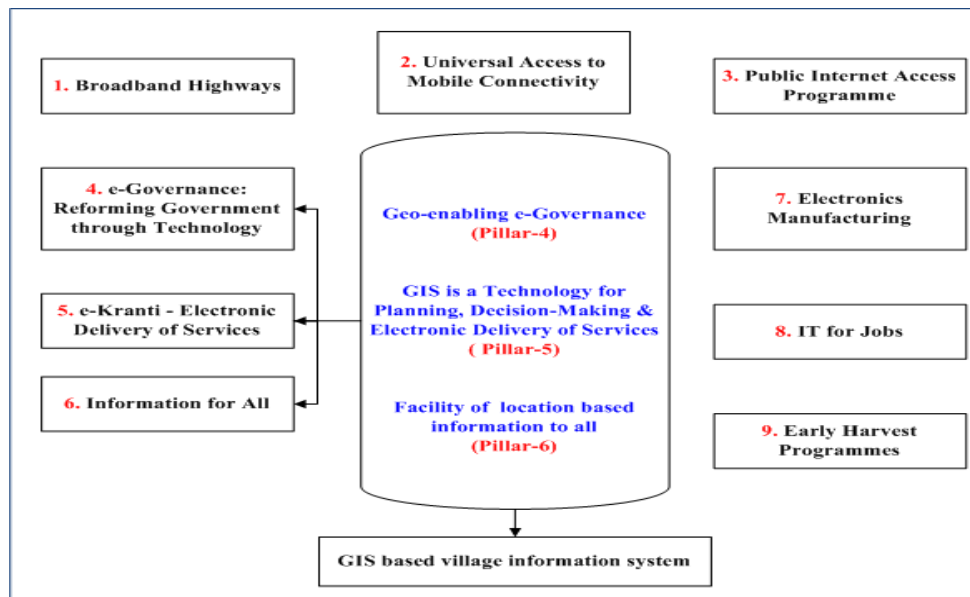 1. Broadband Highways
2. Universal Access to
Mobile Connectivity
3. Public Internet Access
Programme
4. e-Governance:
Reforming Government
through Technology
5. e-Kranti - Electronic
Delivery of Services
6. Information for All
Geo-enabling e-Governance
(Pillar-4)
GIS is a Technology for
Planning, Decision-Making &
Electronic Delivery of Services
( Pillar-5)
Facility of location based
information to all
(Pillar-6)
7. Electronics
Manufacturing
8. IT for Jobs
9. Early Harvest
Programmes
GIS based village information system